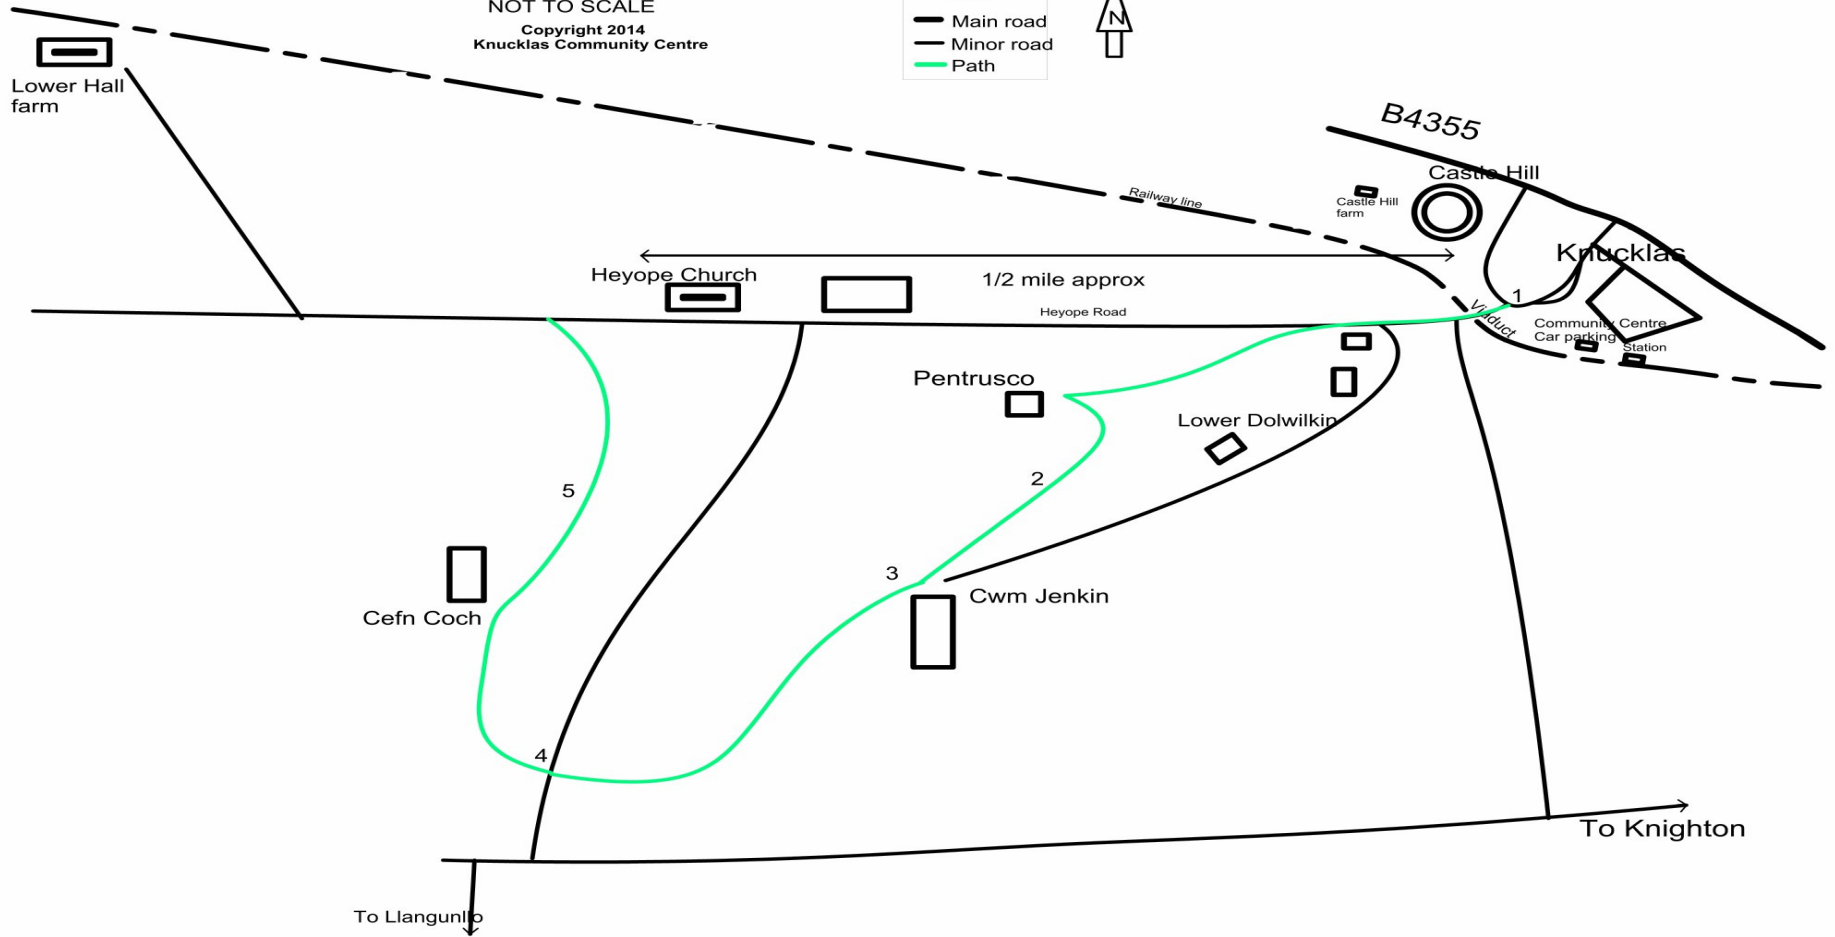 NOT TO SCALE
Copyright 2014
Knucklas Community Centre
Main road
Minor road
Path
N
Lower Hall
farm
B4355
Castle Hill
Castle Hill
farm
Railway line
Knucklas
Heyope Church
1/2 mile approx
Heyope Road
1
Viaduct
Community Centre
Car parking
Station
Pentrusco
Lower Dolwilkin
2
5
3
Cwm Jenkin
Cefn Coch
4
To Knighton
To Llangunllo